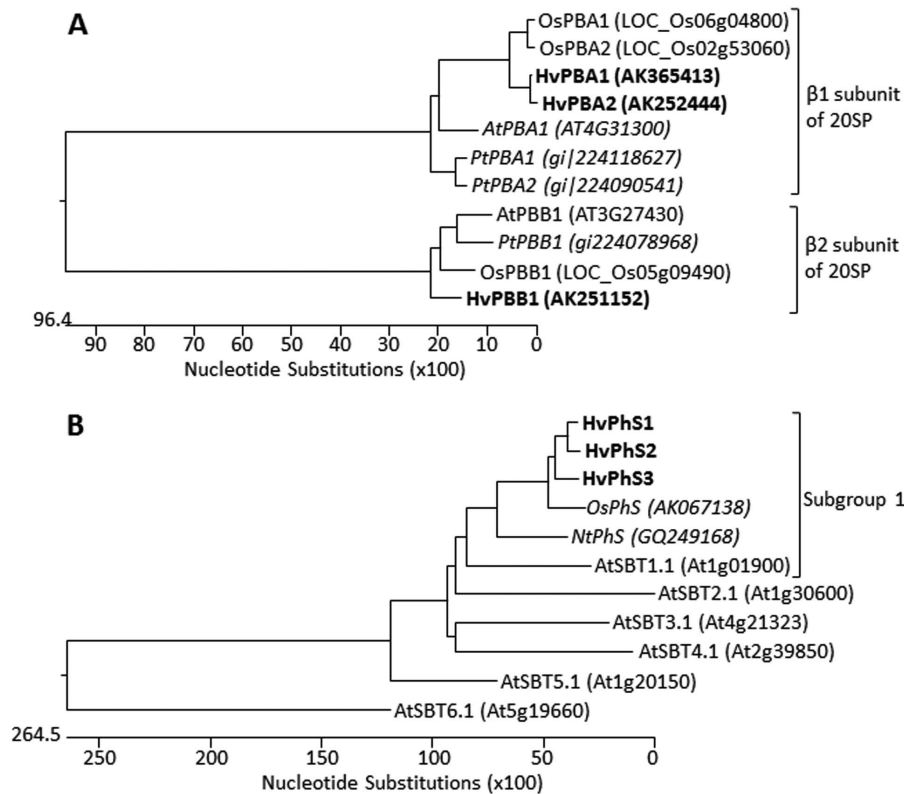 A
OsPBA1 (LOC_Os06g04800)
OsPBA2 (LOC_Os02g53060)
HvPBA1 (AK365413)
HvPBA2 (AK252444)
AtPBA1 (AT4G31300)
PtPBA1 (gi/224118627)
PtPBA2 (gi/224090541)
β1 subunit
of 20SP
AtPBB1 (AT3G27430)
PtPBB1 (gi224078968)
OsPBB1 (LOC_Os05g09490)
HvPBB1 (AK251152)
β2 subunit
of 20SP
96.4
90 80 70 60 50 40 30 20 10 0
Nucleotide Substitutions (x100)
B
HvPhS1
HvPhS2
HvPhS3
OsPhS (AK067138)
NtPhS (GQ249168)
AtSBT1.1 (At1g01900)
Subgroup 1
AtSBT2.1 (At1g30600)
AtSBT3.1 (At4g21323)
AtSBT4.1 (At2g39850)
AtSBT5.1 (At1g20150)
AtSBT6.1 (At5g19660)
264.5
250 200 150 100 50 0
Nucleotide Substitutions (x100)